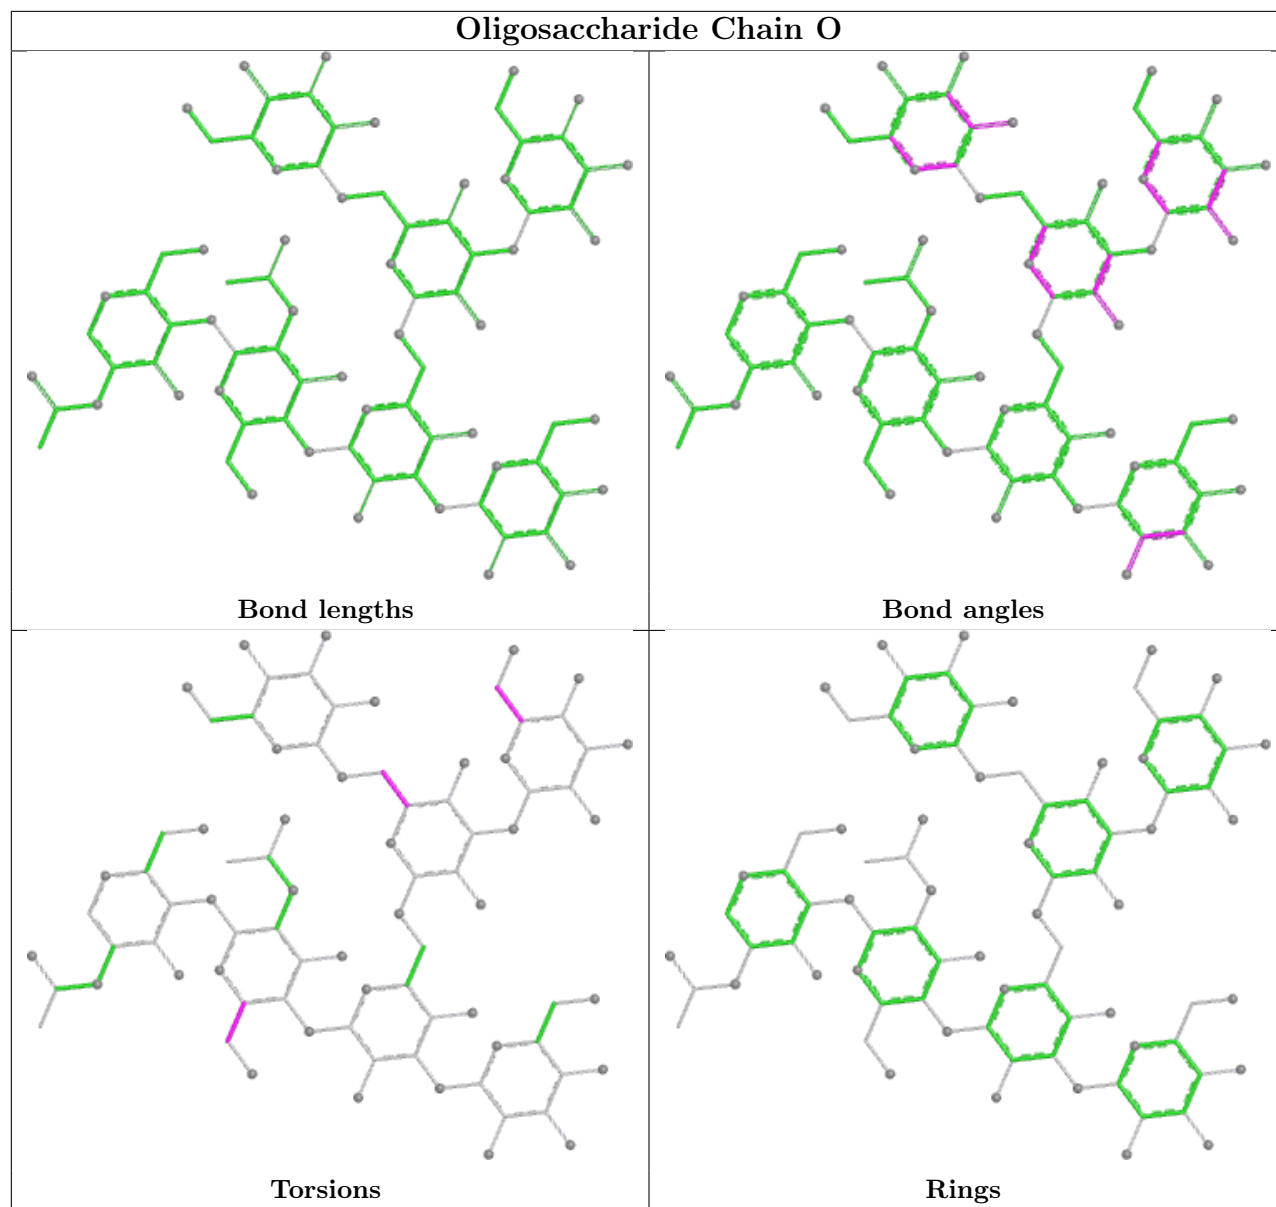 Oligosaccharide Chain O
Bond lengths
Bond angles
Torsions
Rings